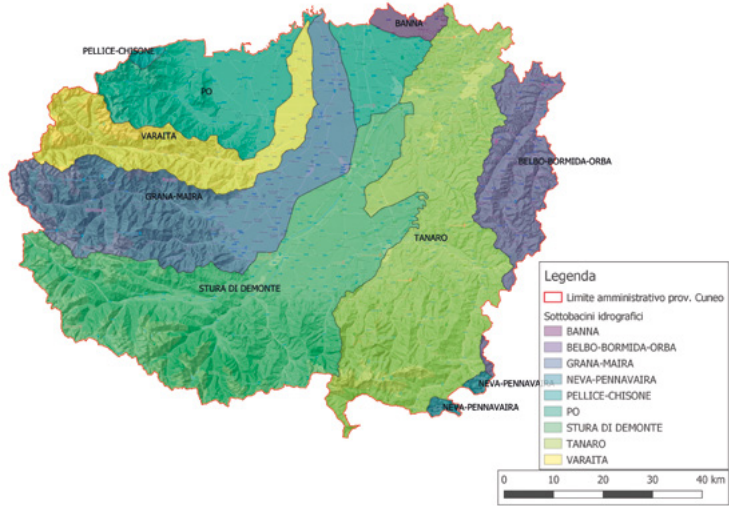 BANNA
PELLICE-CHISONE
PO
VARAITA
BELBO-BORMIDA-ORBA
GRANA-MAIRA
TANARO
STURA DI DEMONTE
NEVA-PENNAVAIRA
NEVA-PENNAVAIRA
Legenda
Limite amministrativo prov. Cuneo
Sottobacini idrografici
BANNA
BELBO-BORMIDA-ORBA
GRANA-MAIRA
NEVA-PENNAVAIRA
PELLICE-CHISONE
PO
STURA DI DEMONTE
TANARO
VARAITA
0 10 20 30 40 km